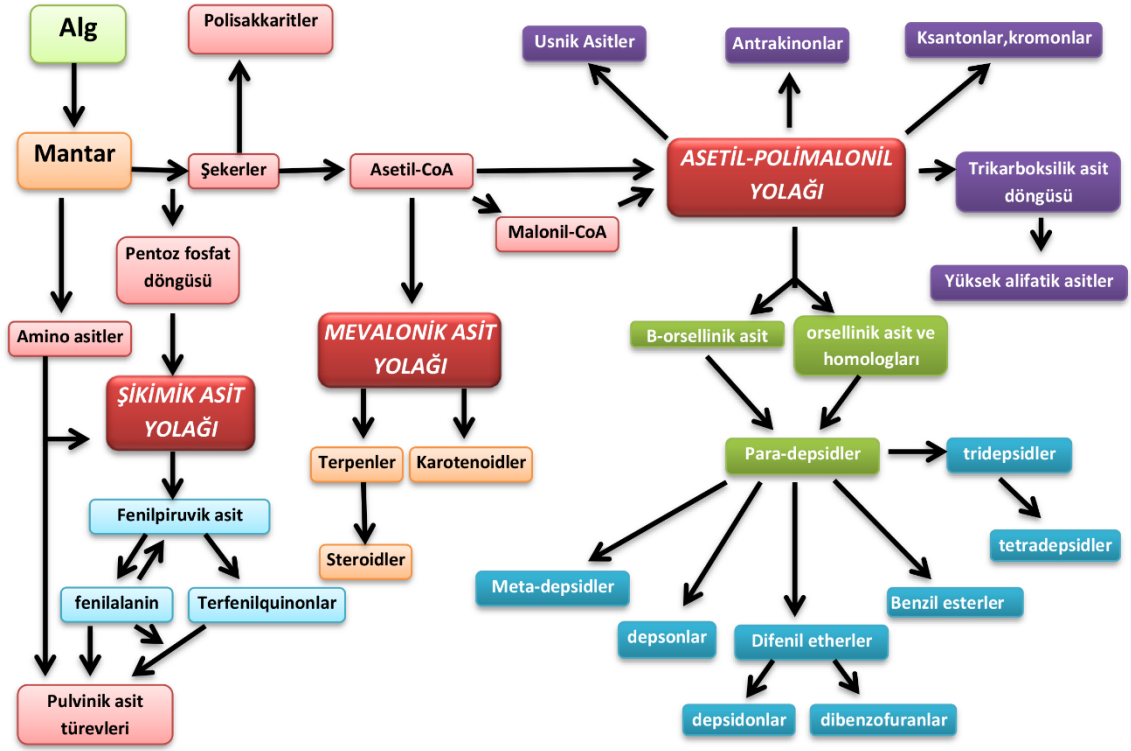 Alg
Polisakkaritler
Usnik Asitler
Antrakinonlar
Ksantonlar,kromonlar
Mantar
Şekerler
Asetil-CoA
ASETİL-POLİMALONİL
YOLAĞI
Trikarboksilik asit
döngüsü
Malonil-CoA
Pentoz fosfat
döngüsü
Yüksek alifatik asitler
Amino asitler
MEVALONİK ASİT
YOLAĞI
B-orsellinik asit
orsellinik asit ve
homologları
ŞİKİMİK ASİT
YOLAĞI
Terpenler
Karotenoidler
Para-depsidler
tridepsidler
Fenilpiruvik asit
Steroidler
tetradepsidler
Meta-depsidler
fenilalanin
Terfenilquinonlar
Benzil esterler
depsonlar
Difenil etherler
Pulvinik asit
türevleri
depsidonlar
dibenzofuranlar